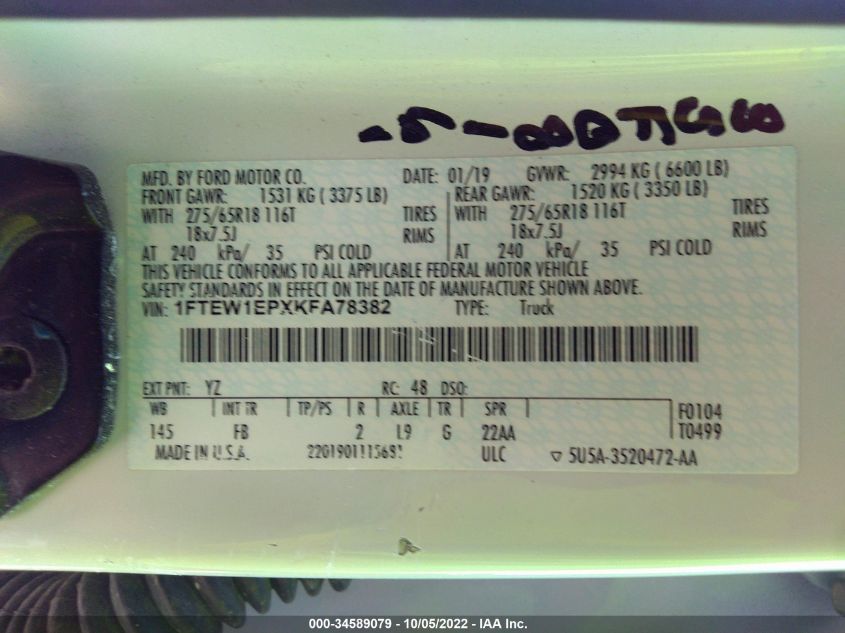 MFD. BY FORD MOTOR CO. DATE: 01/19 GVWR: 2994 KG ( 6600 LB)
FRONT GAWR: 1531 KG ( 3375 LB) REAR GAWR: 1520 KG ( 3350 LB)
WITH 275/65R18 116T TIRES WITH 275/65R18 116T TIRES
18x7.5J RIMS 18x7.5J RIMS
AT 240 kPa/ 35 PSI COLD AT 240 kPa/ 35 PSI COLD
THIS VEHICLE CONFORMS TO ALL APPLICABLE FEDERAL MOTOR VEHICLE
SAFETY STANDARDS IN EFFECT ON THE DATE OF MANUFACTURE SHOWN ABOVE.
VIN: 1FTEW1EPXKFA78382 TYPE: Truck
EXT PNT: YZ RC: 48 DSO:
WB INT TR TP/PS R AXLE TR SPR F0104
145 FB 2 L9 G 22AA T0499
MADE IN U.S.A. ULC 5U5A-3520472-AA
000-34589079 - 10/05/2022 - IAA Inc.